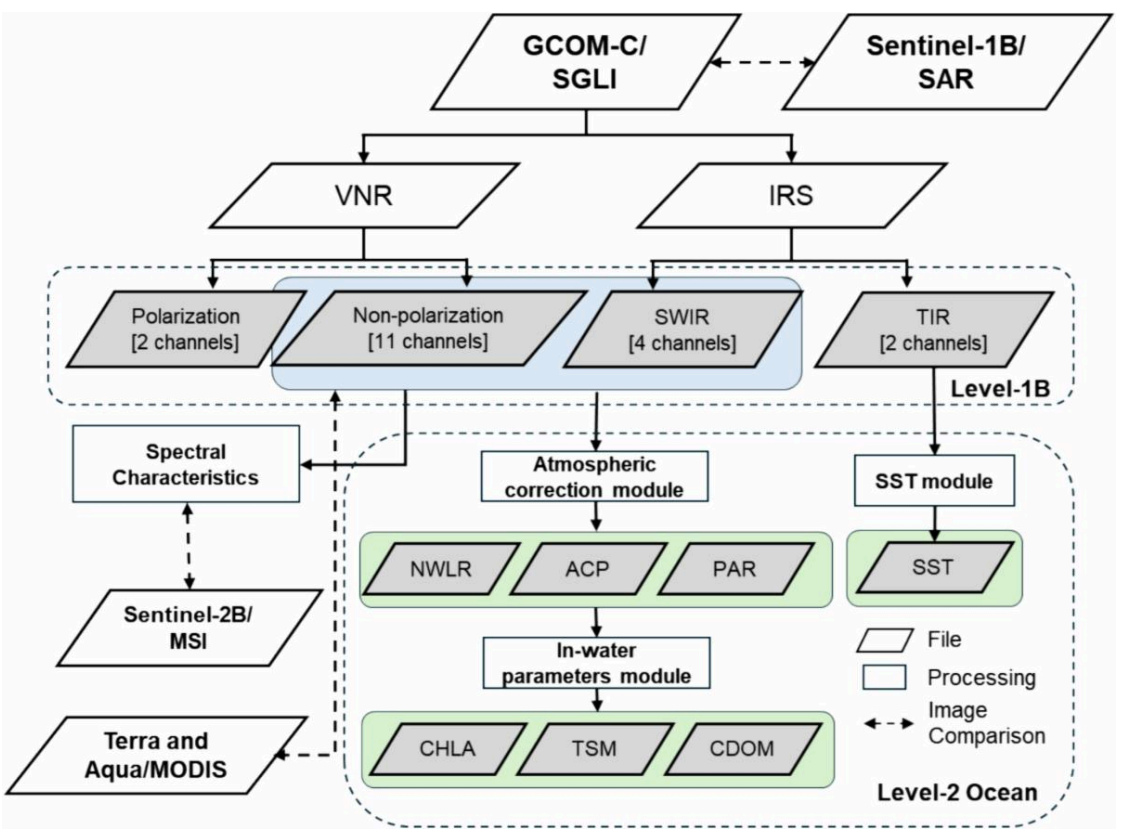 GCOM-C/
SGLI
Sentinel-1B/
SAR
VNR
IRS
Polarization
[2 channels]
Non-polarization
[11 channels]
SWIR
[4 channels]
TIR
[2 channels]
Level-1B
Spectral
Characteristics
Atmospheric
correction module
SST module
NWLR
ACP
PAR
SST
Sentinel-2B/
MSI
In-water
parameters module
File
Processing
Image
Comparison
Terra and
Aqua/MODIS
CHLA
TSM
CDOM
Level-2 Ocean